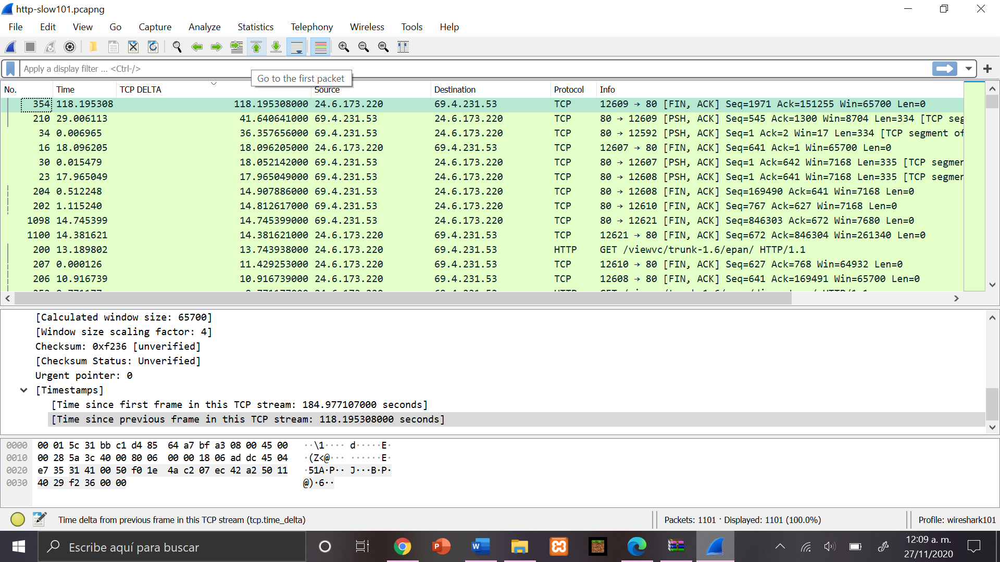 http-slow101.pcapng
File Edit View Go Capture Analyze Statistics Telephony Wireless Tools Help
Apply a display filter ... <Ctrl-/>
Go to the first packet
No. Time TCP DELTA Source Destination Protocol Info
354 118.195308 118.195308000 24.6.173.220 69.4.231.53 TCP 12609 → 80 [FIN, ACK] Seq=1971 Ack=151255 Win=65700 Len=0
210 29.006113 41.640641000 69.4.231.53 24.6.173.220 TCP 80 → 12609 [PSH, ACK] Seq=545 Ack=1300 Win=8704 Len=334 [TCP seg
34 0.006965 36.357656000 69.4.231.53 24.6.173.220 TCP 80 → 12592 [PSH, ACK] Seq=1 Ack=2 Win=17 Len=334 [TCP segment of
16 18.096205 18.096205000 24.6.173.220 69.4.231.53 TCP 12607 → 80 [FIN, ACK] Seq=641 Ack=1 Win=65700 Len=0
30 0.015479 18.052142000 69.4.231.53 24.6.173.220 TCP 80 → 12607 [PSH, ACK] Seq=1 Ack=642 Win=7168 Len=335 [TCP segmen
23 17.965049 17.965049000 69.4.231.53 24.6.173.220 TCP 80 → 12608 [PSH, ACK] Seq=1 Ack=641 Win=7168 Len=335 [TCP segmen
204 0.512248 14.907886000 69.4.231.53 24.6.173.220 TCP 80 → 12608 [FIN, ACK] Seq=169490 Ack=641 Win=7168 Len=0
202 1.115240 14.812617000 69.4.231.53 24.6.173.220 TCP 80 → 12610 [FIN, ACK] Seq=767 Ack=627 Win=7168 Len=0
1098 14.745399 14.745399000 69.4.231.53 24.6.173.220 TCP 80 → 12621 [FIN, ACK] Seq=846303 Ack=672 Win=7680 Len=0
1100 14.381621 14.381621000 24.6.173.220 69.4.231.53 TCP 12621 → 80 [FIN, ACK] Seq=672 Ack=846304 Win=261340 Len=0
200 13.189802 13.743938000 24.6.173.220 69.4.231.53 HTTP GET /viewvc/trunk-1.6/epan/ HTTP/1.1
207 0.000126 11.429253000 24.6.173.220 69.4.231.53 TCP 12610 → 80 [FIN, ACK] Seq=627 Ack=768 Win=64932 Len=0
206 10.916739 10.916739000 24.6.173.220 69.4.231.53 TCP 12608 → 80 [FIN, ACK] Seq=641 Ack=169491 Win=65700 Len=0
[Calculated window size: 65700]
[Window size scaling factor: 4]
Checksum: 0xf236 [unverified]
[Checksum Status: Unverified]
Urgent pointer: 0
[Timestamps]
[Time since first frame in this TCP stream: 184.977107000 seconds]
[Time since previous frame in this TCP stream: 118.195308000 seconds]
0000 00 01 5c 31 bb c1 d4 85 64 a7 bf a3 08 00 45 00 ··\1···· d·····E·
0010 00 28 5a 3c 40 00 80 06 00 00 18 06 ad dc 45 04 ·(Z<@··· ······E·
0020 e7 35 31 41 00 50 f0 1e 4a c2 07 ec 42 a2 50 11 ·51A·P·· J···B·P·
0030 40 29 f2 36 00 00 @)·6··
Time delta from previous frame in this TCP stream (tcp.time_delta)
Packets: 1101 · Displayed: 1101 (100.0%)
Profile: wireshark101
Escribe aquí para buscar
12:09 a. m.
27/11/2020